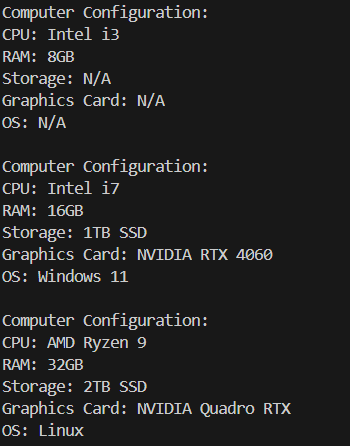 Computer Configuration:
CPU: Intel i3
RAM: 8GB
Storage: N/A
Graphics Card: N/A
OS: N/A

Computer Configuration:
CPU: Intel i7
RAM: 16GB
Storage: 1TB SSD
Graphics Card: NVIDIA RTX 4060
OS: Windows 11

Computer Configuration:
CPU: AMD Ryzen 9
RAM: 32GB
Storage: 2TB SSD
Graphics Card: NVIDIA Quadro RTX
OS: Linux